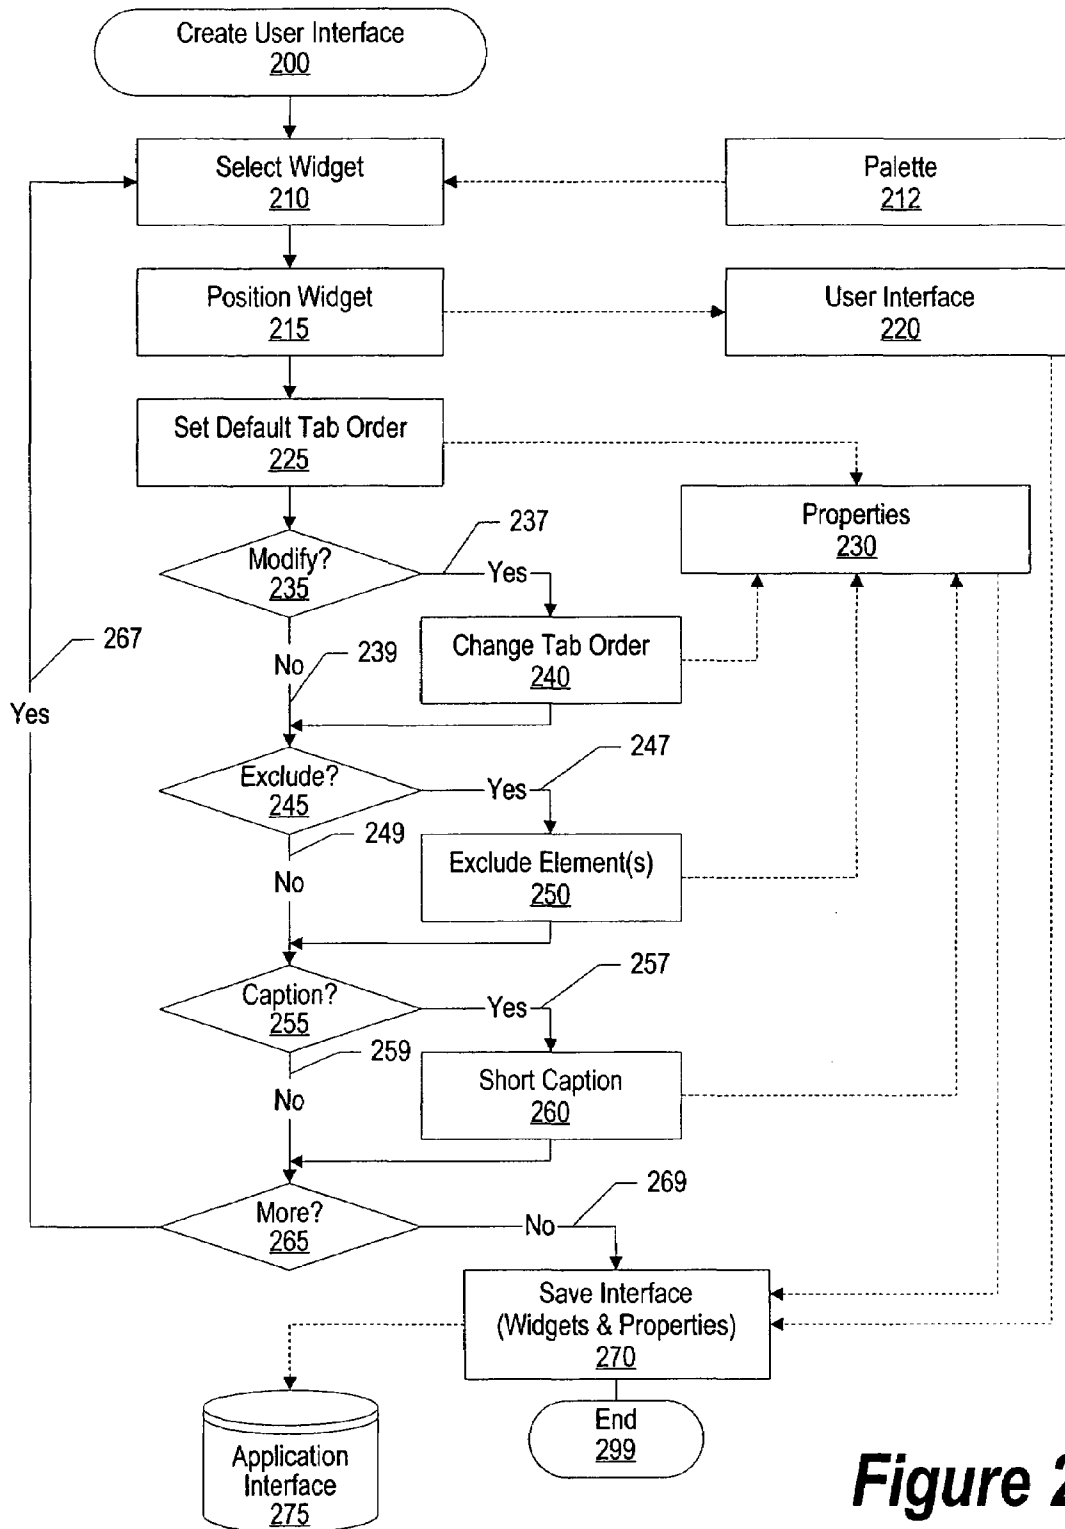 Create User Interface
200
Select Widget
210
Palette
212
Position Widget
215
User Interface
220
Set Default Tab Order
225
Properties
230
237
Modify?
235
Yes
267
239
No
Change Tab Order
240
Yes
247
Exclude?
245
Yes
249
No
Exclude Element(s)
250
257
Caption?
255
Yes
259
No
Short Caption
260
269
More?
265
No
Save Interface
(Widgets & Properties)
270
End
299
Application
Interface
275
Figure 2